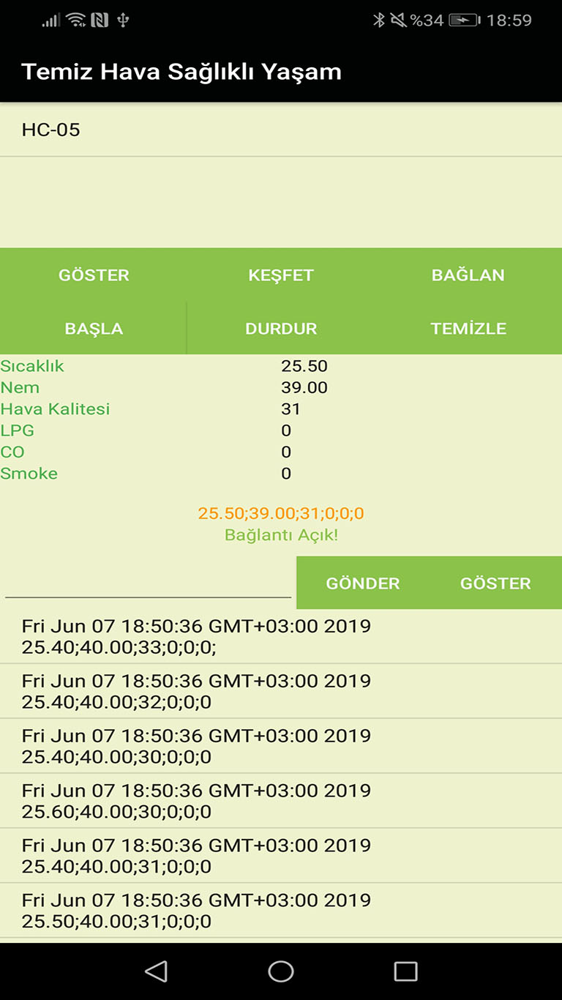 %34 18:59
Temiz Hava Sağlıklı Yaşam
HC-05
GÖSTER KEŞFET BAĞLAN
BAŞLA DURDUR TEMİZLE
Sıcaklık 25.50
Nem 39.00
Hava Kalitesi 31
LPG 0
CO 0
Smoke 0
25.50;39.00;31;0;0;0
Bağlantı Açık!
GÖNDER GÖSTER
Fri Jun 07 18:50:36 GMT+03:00 2019
25.40;40.00;33;0;0;0;
Fri Jun 07 18:50:36 GMT+03:00 2019
25.40;40.00;32;0;0;0
Fri Jun 07 18:50:36 GMT+03:00 2019
25.40;40.00;30;0;0;0
Fri Jun 07 18:50:36 GMT+03:00 2019
25.60;40.00;30;0;0;0
Fri Jun 07 18:50:36 GMT+03:00 2019
25.40;40.00;31;0;0;0
Fri Jun 07 18:50:36 GMT+03:00 2019
25.50;40.00;31;0;0;0